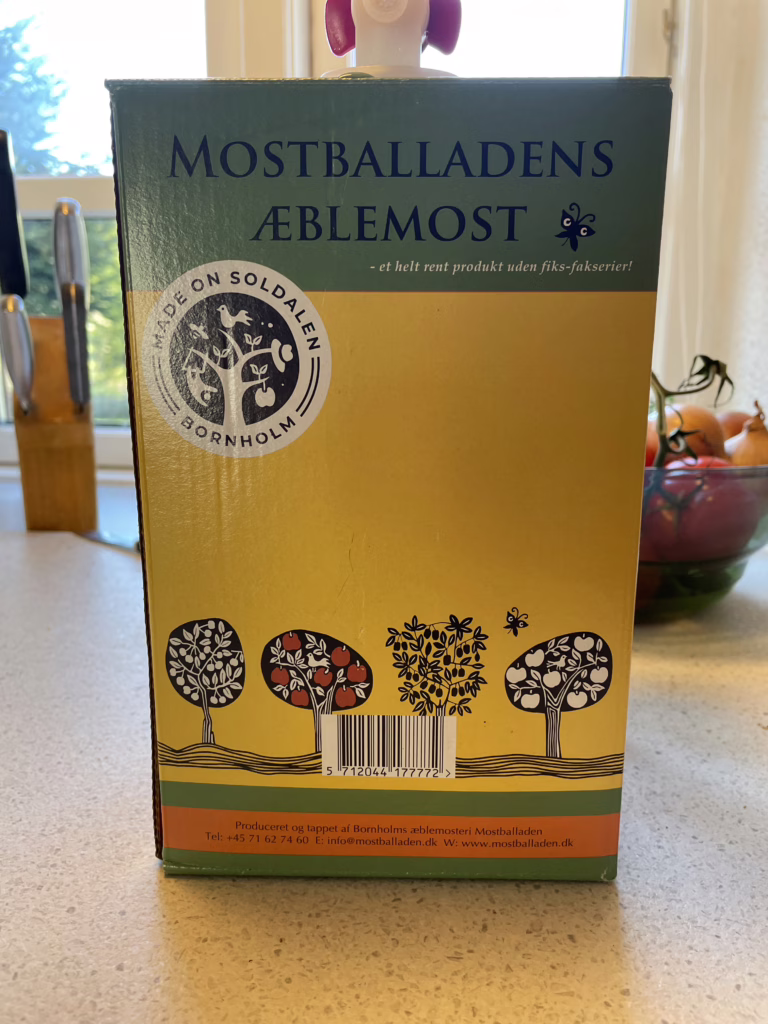 MOSTBALLADENS
ÆBLEMOST
- et helt rent produkt uden fiks-fakserier!
MADE ON SOLDALEN
BORNHOLM
5 712044 177772 >
Produceret og tappet af Bornholms æblemosteri Mostballaden
Tel: +45 71 62 74 60 E: info@mostballaden.dk W: www.mostballaden.dk